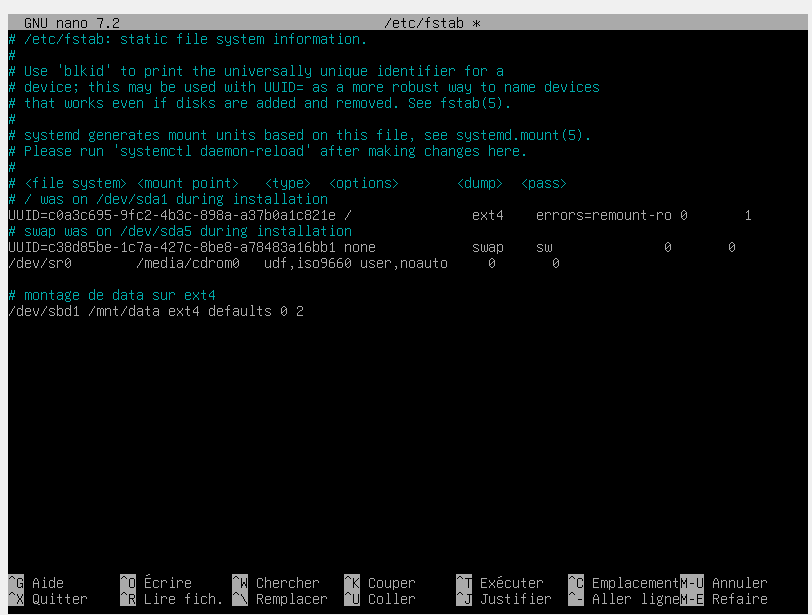 GNU nano 7.2 /etc/fstab *
# /etc/fstab: static file system information.
#
# Use 'blkid' to print the universally unique identifier for a
# device; this may be used with UUID= as a more robust way to name devices
# that works even if disks are added and removed. See fstab(5).
#
# systemd generates mount units based on this file, see systemd.mount(5).
# Please run 'systemctl daemon-reload' after making changes here.
#
# <file system> <mount point> <type> <options> <dump> <pass>
# / was on /dev/sda1 during installation
UUID=c0a3c695-9fc2-4b3c-898a-a37b0a1c821e / ext4 errors=remount-ro 0 1
# swap was on /dev/sda5 during installation
UUID=c38d85be-1c7a-427c-8be8-a78483a16bb1 none swap sw 0 0
/dev/sr0 /media/cdrom0 udf,iso9660 user,noauto 0 0
# montage de data sur ext4
/dev/sbd1 /mnt/data ext4 defaults 0 2
^G Aide ^O Écrire ^W Chercher ^K Couper ^T Exécuter ^C Emplacement M-U Annuler
^X Quitter ^R Lire fich. ^\ Remplacer ^U Coller ^J Justifier ^- Aller ligne M-E Refaire